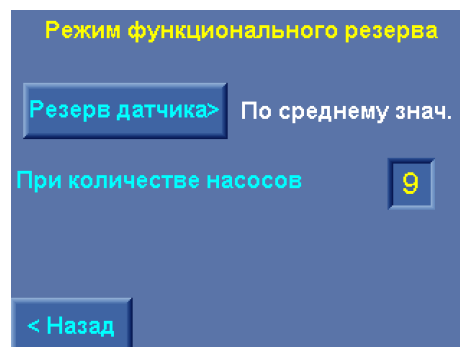 Режим функционального резерва
Резерв датчика> По среднему знач.
При количестве насосов 9
< Назад